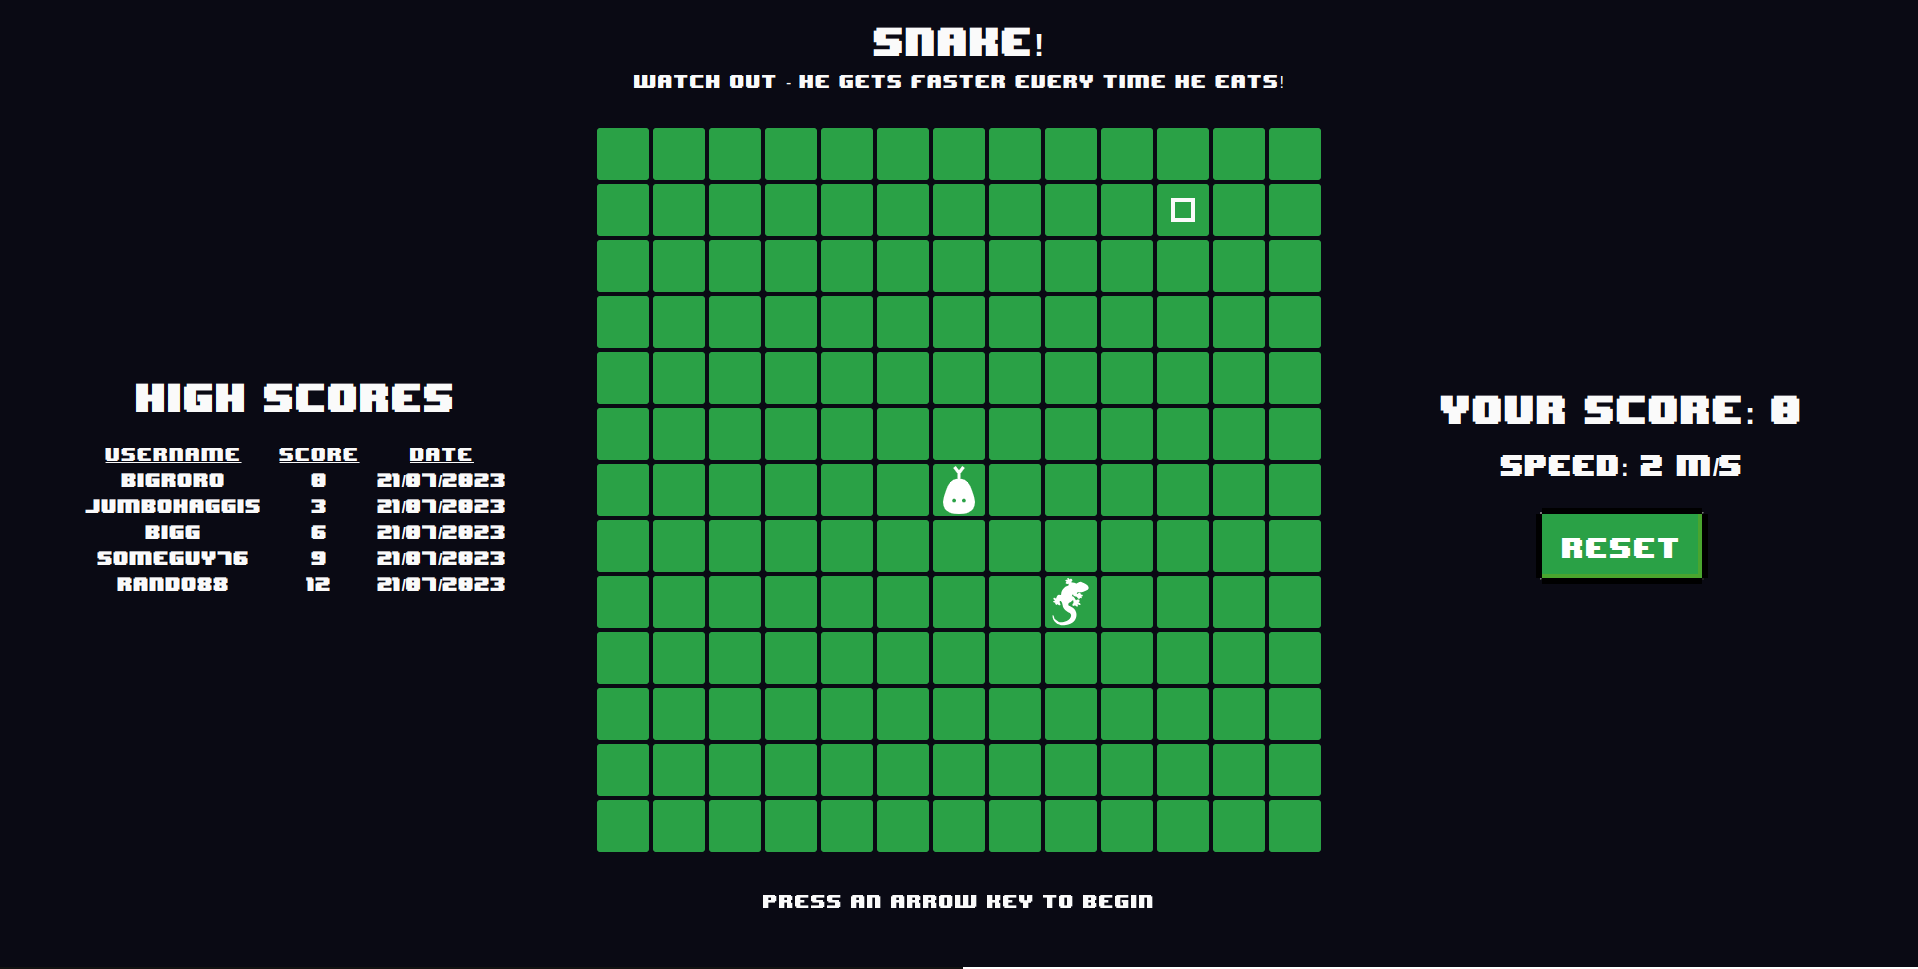 SNAKE!
WATCH OUT - HE GETS FASTER EVERY TIME HE EATS!
HIGH SCORES
USERNAME SCORE DATE
BIGRORO 0 21/07/2023
JUMBOHAGGIS 3 21/07/2023
BIGG 6 21/07/2023
SOMEGUY76 9 21/07/2023
RANDO88 12 21/07/2023
YOUR SCORE: 0
SPEED: 2 M/S
RESET
PRESS AN ARROW KEY TO BEGIN